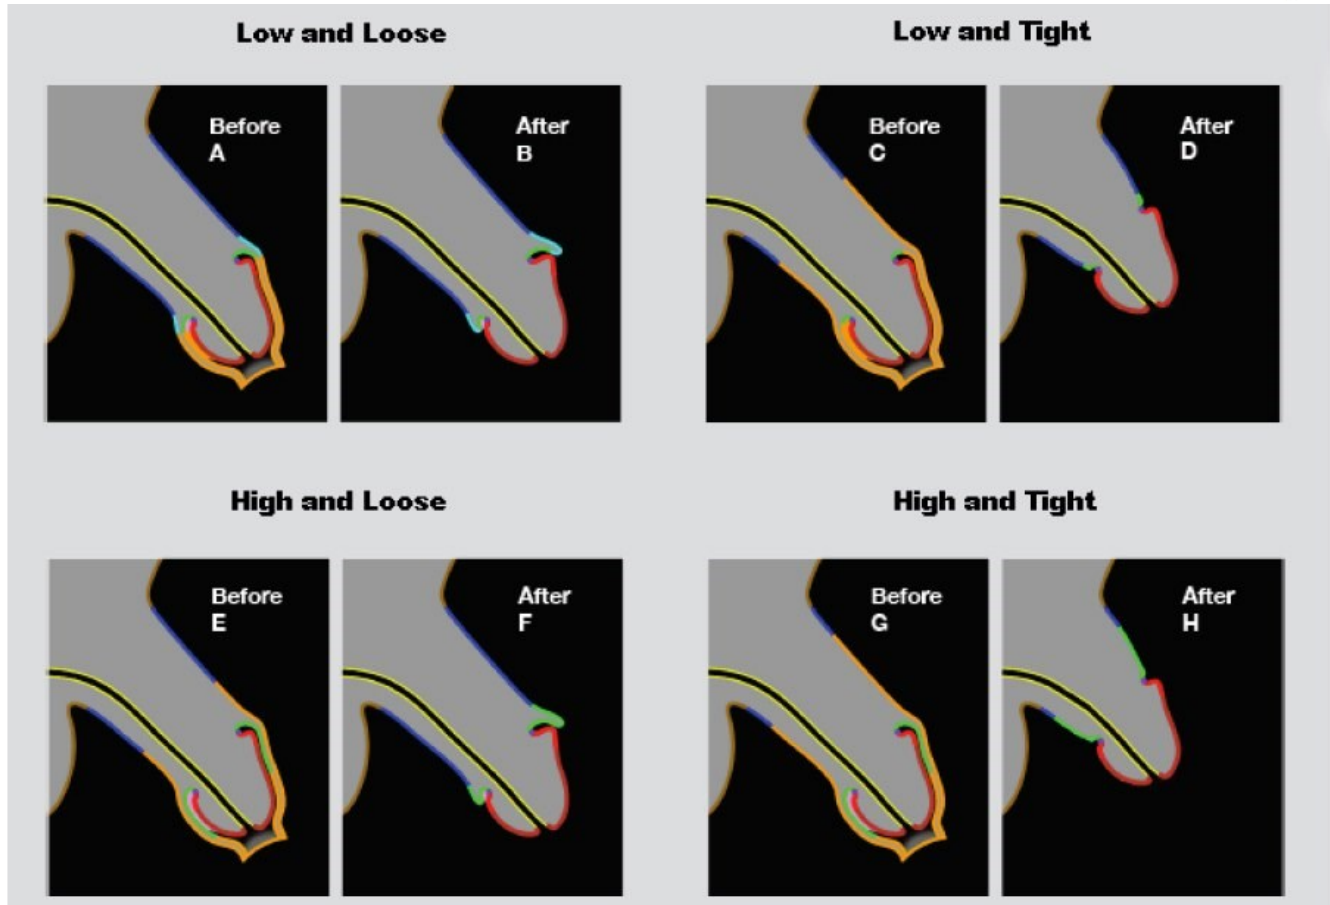 Low and Loose
Low and Tight
Before
A
After
B
Before
C
After
D
High and Loose
High and Tight
Before
E
After
F
Before
G
After
H